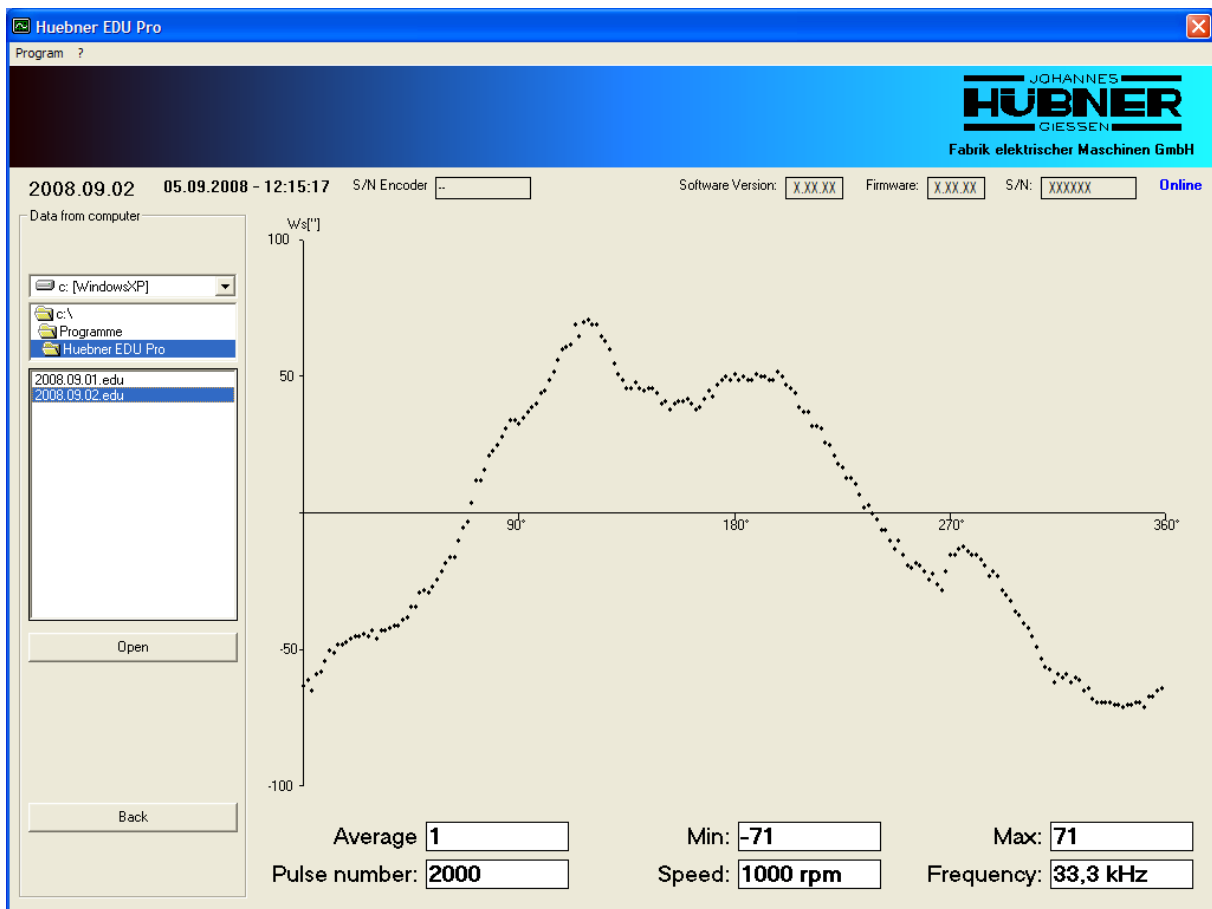 Huebner EDU Pro
Program ?
JOHANNES
HÜBNER
GIESSEN
Fabrik elektrischer Maschinen GmbH
2008.09.02 05.09.2008 - 12:15:17 S/N Encoder -- Software Version: X.XX.XX Firmware: X.XX.XX S/N: XXXXXX Online
Data from computer
c: [WindowsXP]
c:\
Programme
Huebner EDU Pro
2008.09.01.edu
2008.09.02.edu
Open
Back
Ws["]
100
50
90° 180° 270° 360°
-50
-100
Average 1 Min: -71 Max: 71
Pulse number: 2000 Speed: 1000 rpm Frequency: 33,3 kHz